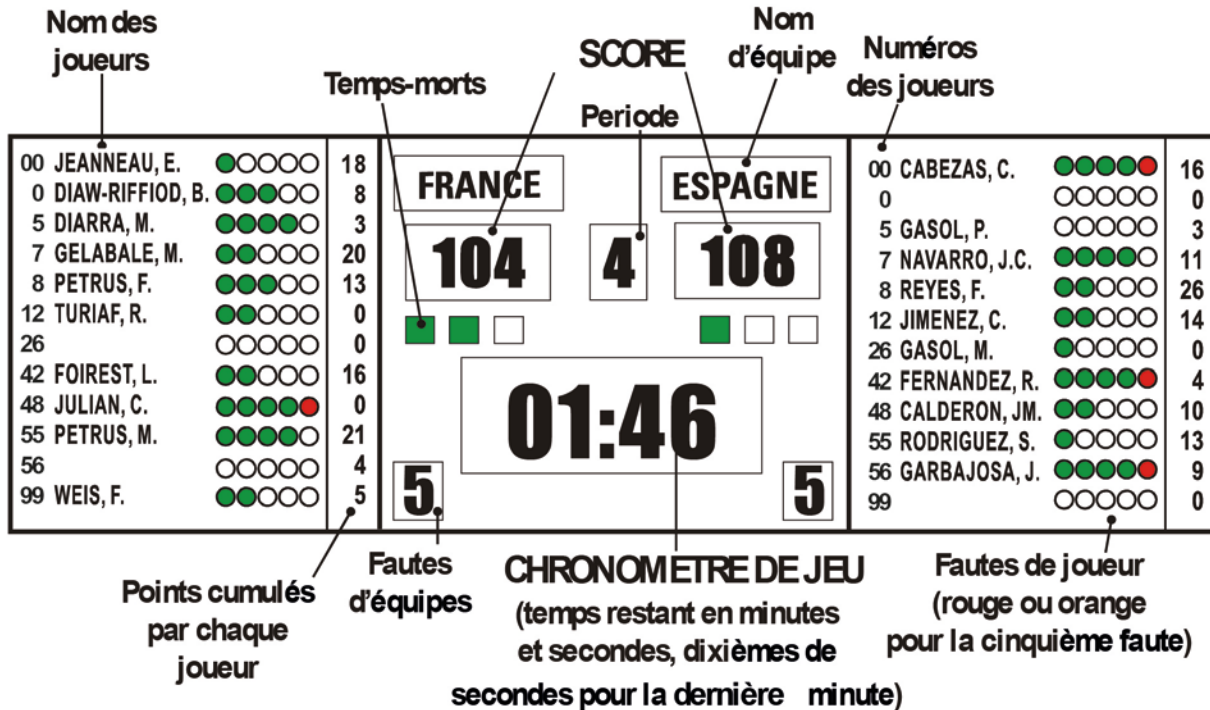 Nom des
joueurs
Temps-morts
SCORE
Periode
Nom
d'équipe
Numéros
des joueurs
00 JEANNEAU, E. 18
0 DIAW-RIFFIOD, B. 8
5 DIARRA, M. 3
7 GELABALE, M. 20
8 PETRUS, F. 13
12 TURIAF, R. 0
26 0
42 FOIREST, L. 16
48 JULIAN, C. 0
55 PETRUS, M. 21
56 4
99 WEIS, F. 5
FRANCE
ESPAGNE
104
4
108
01:46
5
5
00 CABEZAS, C. 16
0 0
5 GASOL, P. 3
7 NAVARRO, J.C. 11
8 REYES, F. 26
12 JIMENEZ, C. 14
26 GASOL, M. 0
42 FERNANDEZ, R. 4
48 CALDERON, JM. 10
55 RODRIGUEZ, S. 13
56 GARBAJOSA, J. 9
99 0
Points cumulés
par chaque
joueur
Fautes
d'équipes
CHRONOMETRE DE JEU
(temps restant en minutes
et secondes, dixièmes de
secondes pour la dernière minute)
Fautes de joueur
(rouge ou orange
pour la cinquième faute)